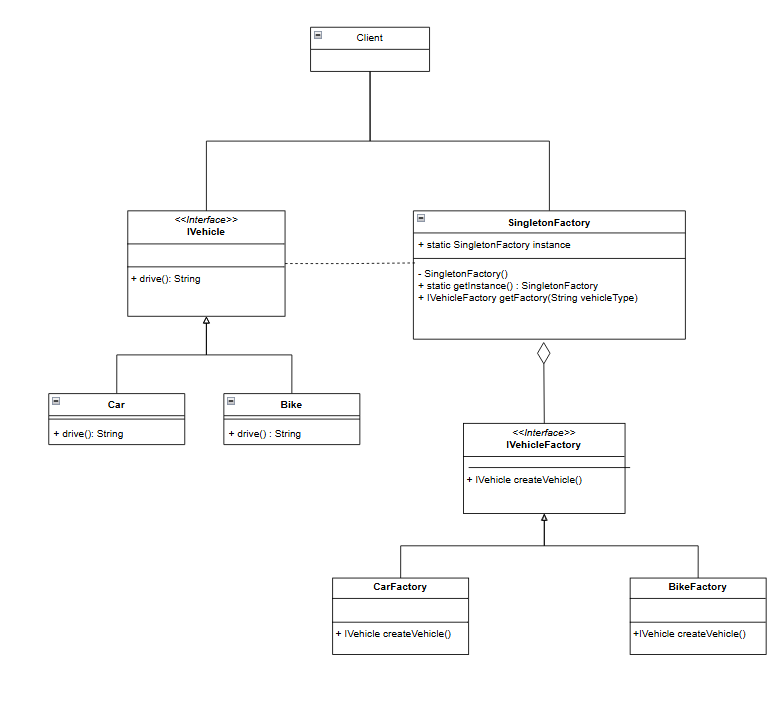 Client
<<Interface>>
IVehicle
+ drive(): String
SingletonFactory
+ static SingletonFactory instance
- SingletonFactory()
+ static getInstance() : SingletonFactory
+ IVehicleFactory getFactory(String vehicleType)
Car
+ drive(): String
Bike
+ drive() : String
<<Interface>>
IVehicleFactory
+ IVehicle createVehicle()
CarFactory
+ IVehicle createVehicle()
BikeFactory
+IVehicle createVehicle()